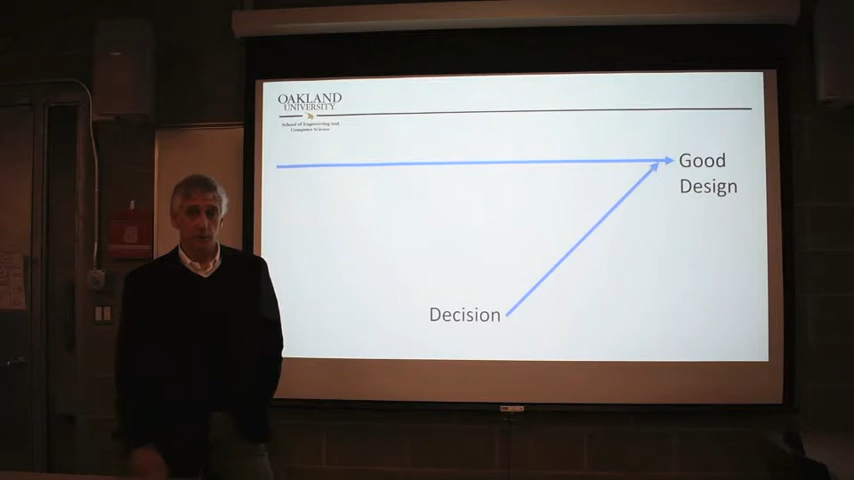 OAKLAND
UNIVERSITY
School of Engineering and
Computer Science
Good
Design
Decision